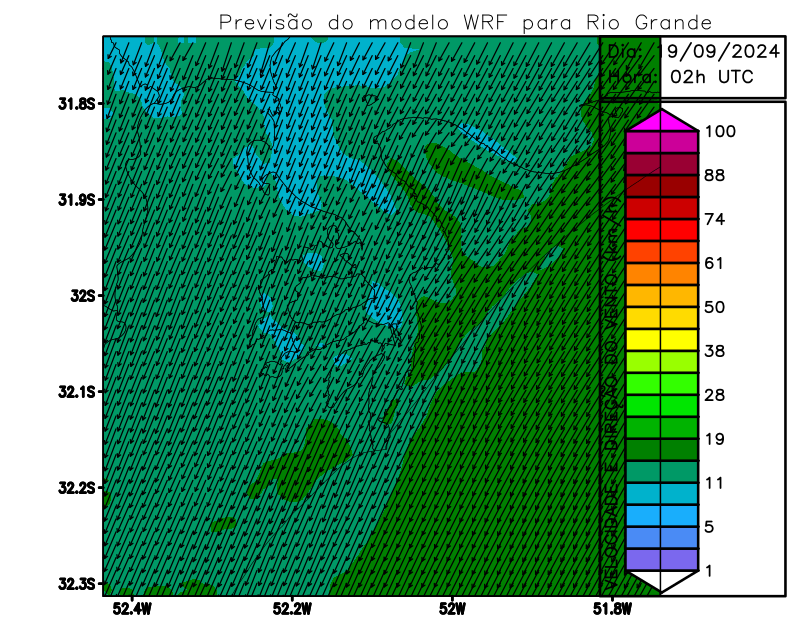 Previsão do modelo WRF para Rio Grande
Dia: 19/09/2024
Hora: 02h UTC
31.8S
31.9S
32S
32.1S
32.2S
32.3S
52.4W
52.2W
52W
51.8W
VELOCIDADE E DIREÇÃO DO VENTO (km/h)
100
88
74
61
50
38
28
19
11
5
1